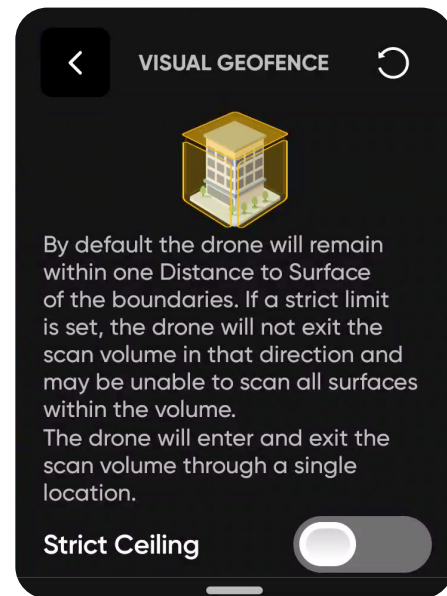 VISUAL GEOFENCE
By default the drone will remain
within one Distance to Surface
of the boundaries. If a strict limit
is set, the drone will not exit the
scan volume in that direction and
may be unable to scan all surfaces
within the volume.
The drone will enter and exit the
scan volume through a single
location.
Strict Ceiling